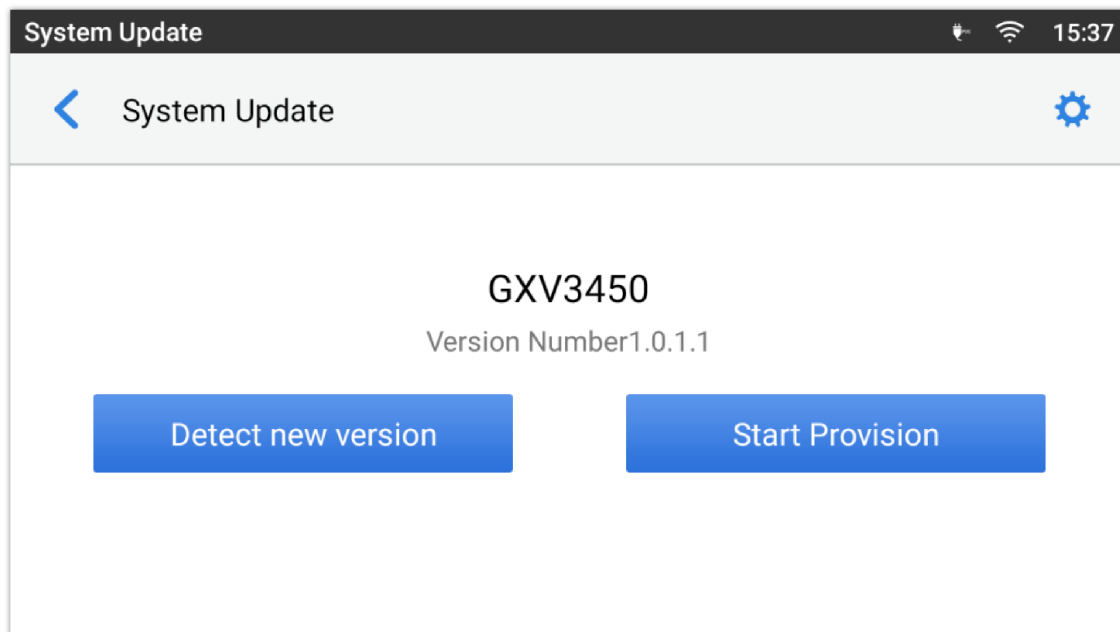 System Update 15:37
System Update
GXV3450
Version Number1.0.1.1
Detect new version Start Provision